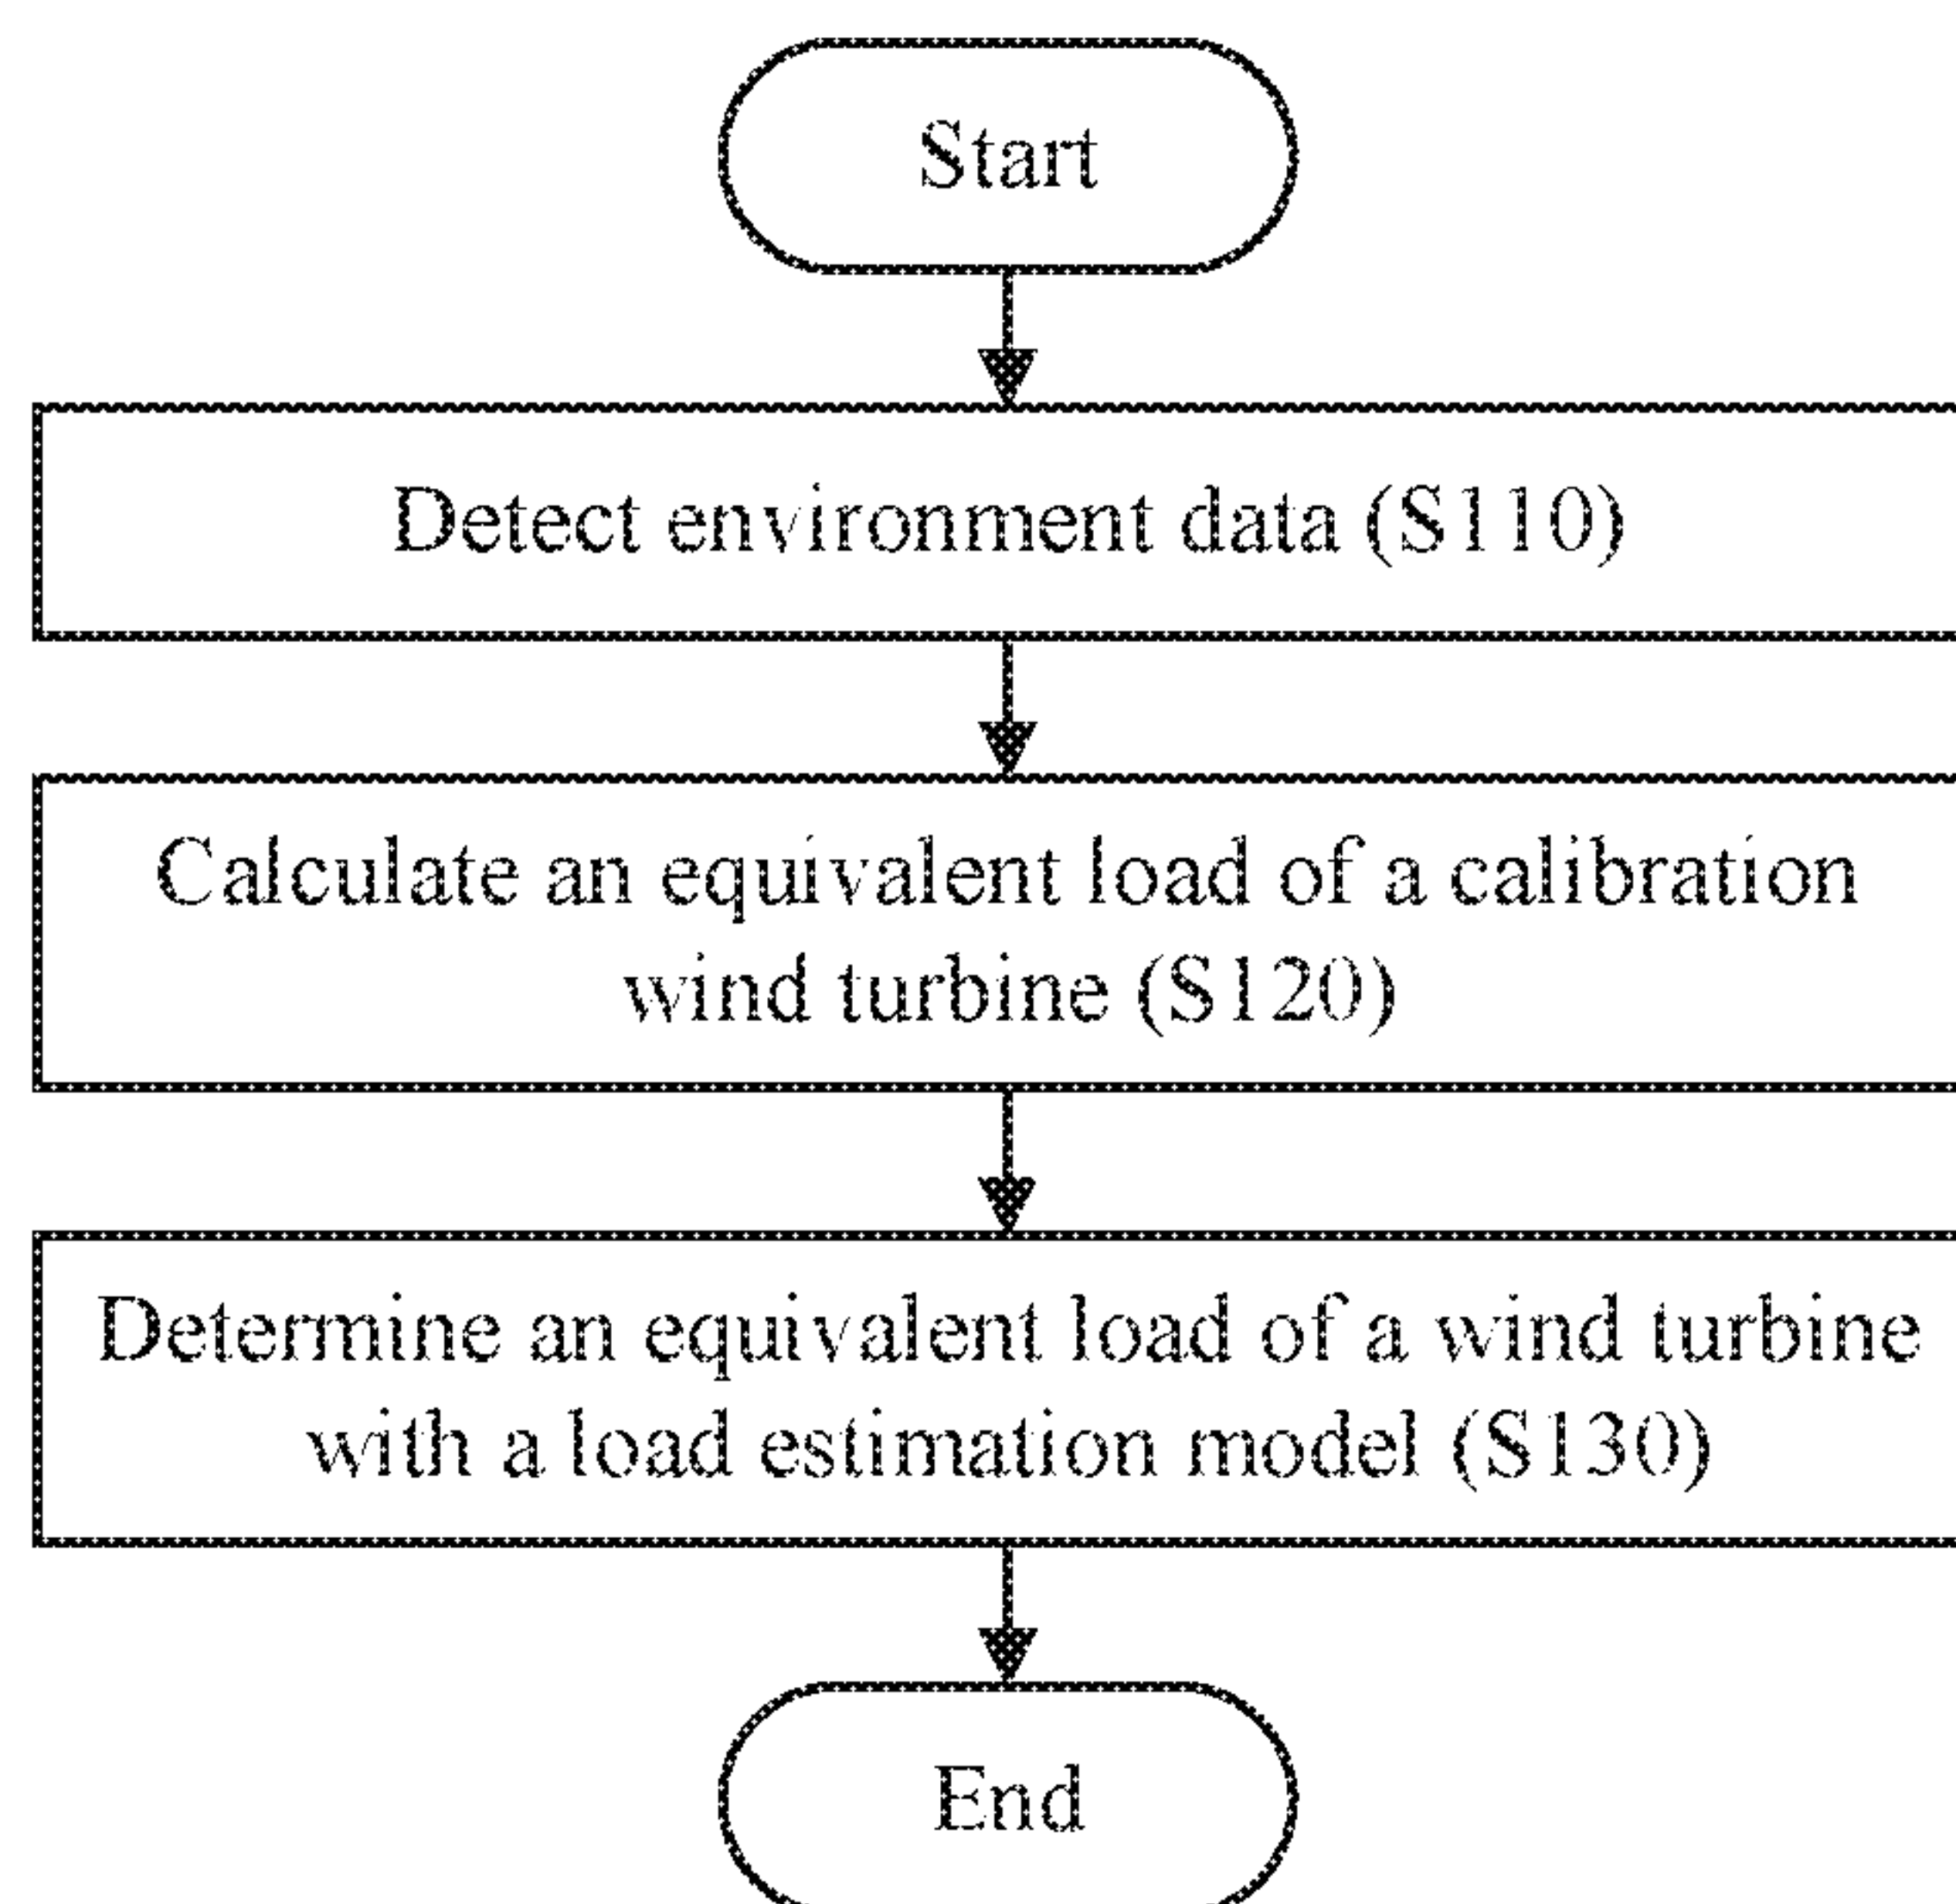 Start
Detect environment data (S110)
Calculate an equivalent load of a calibration
wind turbine (S120)
Determine an equivalent load of a wind turbine
with a load estimation model (S130)
End